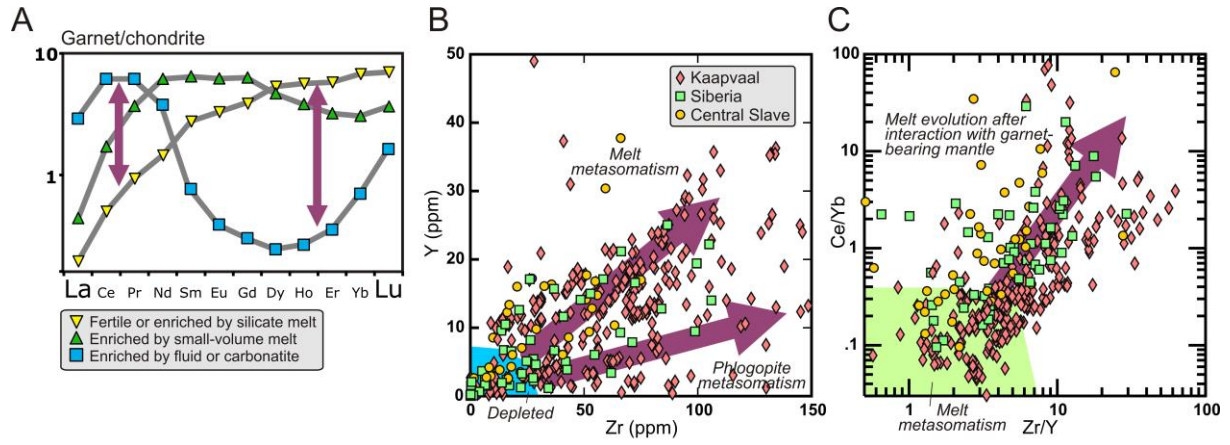 A
Garnet/chondrite
10
1
La Ce Pr Nd Sm Eu Gd Dy Ho Er Yb Lu
Fertile or enriched by silicate melt
Enriched by small-volume melt
Enriched by fluid or carbonatite
B
50
40
30
20
10
0
Y (ppm)
Kaapvaal
Siberia
Central Slave
Melt
metasomatism
Phlogopite
metasomatism
Depleted
0 50 100 150
Zr (ppm)
C
100
10
1
.1
Ce/Yb
Melt evolution after
interaction with garnet-
bearing mantle
Melt
metasomatism
1 10 100
Zr/Y